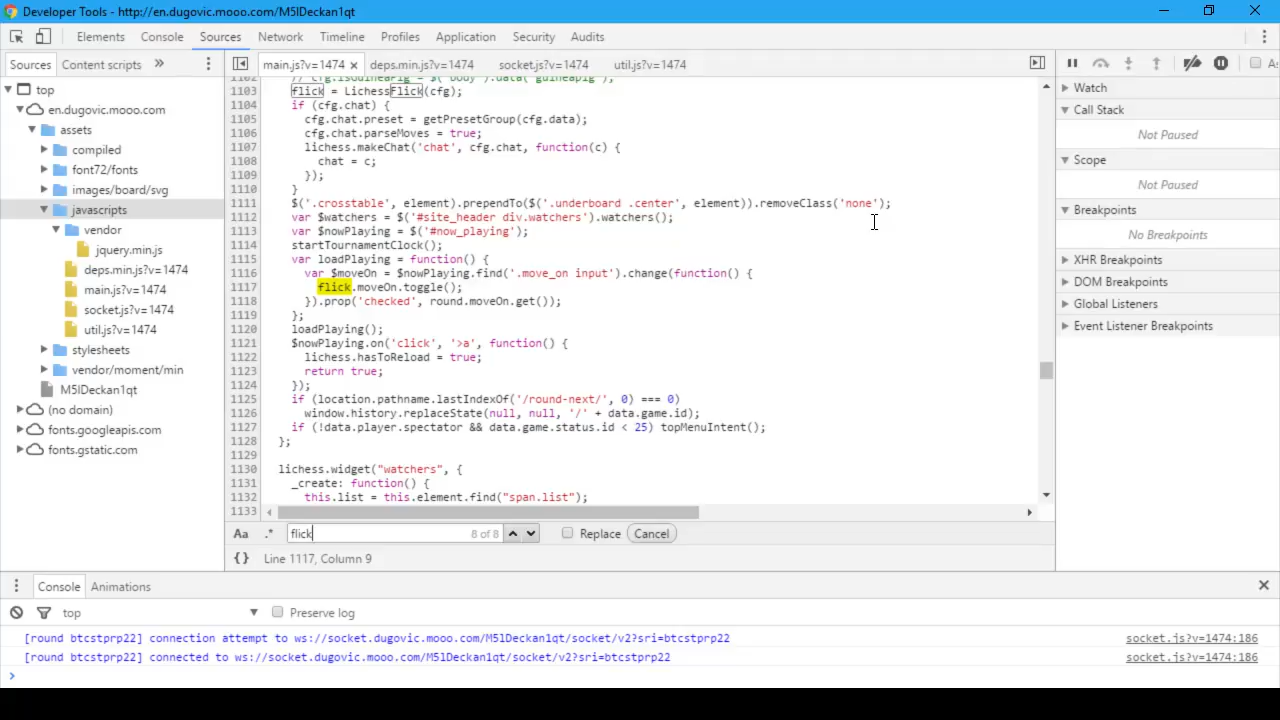 Developer Tools - http://en.dugovic.mooo.com/M5lDeckan1qt
Elements Console Sources Network Timeline Profiles Application Security Audits
Sources Content scripts »
main.js?v=1474 × deps.min.js?v=1474 socket.js?v=1474 util.js?v=1474
top
en.dugovic.mooo.com
assets
compiled
font72/fonts
images/board/svg
javascripts
vendor
jquery.min.js
deps.min.js?v=1474
main.js?v=1474
socket.js?v=1474
util.js?v=1474
stylesheets
vendor/moment/min
M5lDeckan1qt
(no domain)
fonts.googleapis.com
fonts.gstatic.com
1102 // cfg.isGuineaPig = $('body').data('guineapig');
1103 flick = LichessFlick(cfg);
1104 if (cfg.chat) {
1105 cfg.chat.preset = getPresetGroup(cfg.data);
1106 cfg.chat.parseMoves = true;
1107 lichess.makeChat('chat', cfg.chat, function(c) {
1108 chat = c;
1109 });
1110 }
1111 $('.crosstable', element).prependTo($('.underboard .center', element)).removeClass('none');
1112 var $watchers = $('#site_header div.watchers').watchers();
1113 var $nowPlaying = $('#now_playing');
1114 startTournamentClock();
1115 var loadPlaying = function() {
1116 var $moveOn = $nowPlaying.find('.move_on input').change(function() {
1117 flick.moveOn.toggle();
1118 }).prop('checked', round.moveOn.get());
1119 };
1120 loadPlaying();
1121 $nowPlaying.on('click', '>a', function() {
1122 lichess.hasToReload = true;
1123 return true;
1124 });
1125 if (location.pathname.lastIndexOf('/round-next/', 0) === 0)
1126 window.history.replaceState(null, null, '/' + data.game.id);
1127 if (!data.player.spectator && data.game.status.id < 25) topMenuIntent();
1128 };
1129
1130 lichess.widget("watchers", {
1131 _create: function() {
1132 this.list = this.element.find("span.list");
1133
Aa .* flick 8 of 8 Replace Cancel
{} Line 1117, Column 9
A
Watch
Call Stack
Not Paused
Scope
Not Paused
Breakpoints
No Breakpoints
XHR Breakpoints
DOM Breakpoints
Global Listeners
Event Listener Breakpoints
Console Animations
top Preserve log
[round btcstprp22] connection attempt to ws://socket.dugovic.mooo.com/M5lDeckan1qt/socket/v2?sri=btcstprp22 socket.js?v=1474:186
[round btcstprp22] connected to ws://socket.dugovic.mooo.com/M5lDeckan1qt/socket/v2?sri=btcstprp22 socket.js?v=1474:186
>